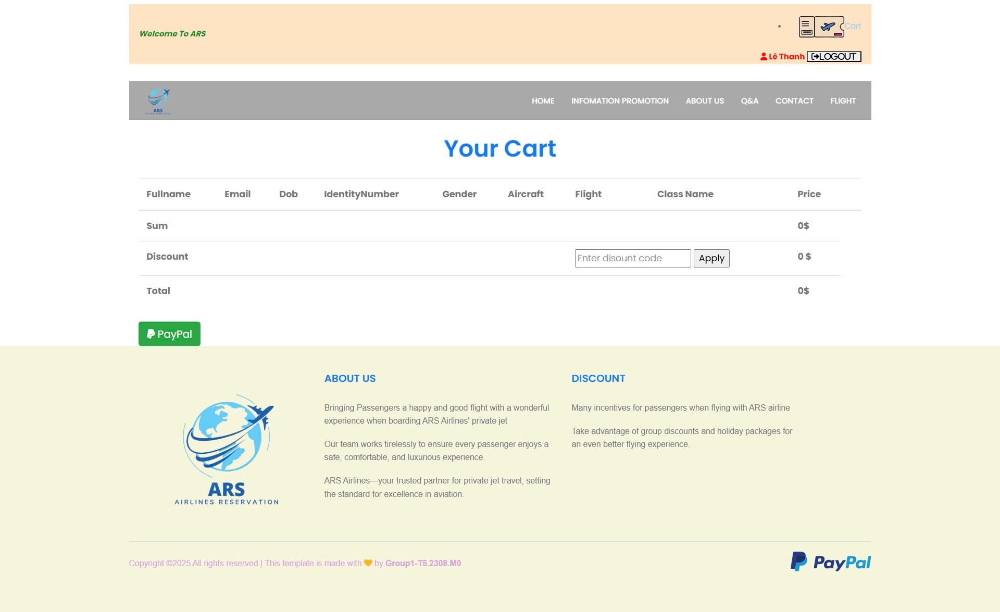 Welcome To ARS
Cart
Lê Thanh LOGOUT
ARS
HOME INFOMATION PROMOTION ABOUT US Q&A CONTACT FLIGHT
Your Cart
Fullname Email Dob IdentityNumber Gender Aircraft Flight Class Name Price
Sum 0$
Discount Enter disount code Apply 0 $
Total 0$
PayPal
ABOUT US
Bringing Passengers a happy and good flight with a wonderful
experience when boarding ARS Airlines' private jet
Our team works tirelessly to ensure every passenger enjoys a
safe, comfortable, and luxurious experience.
ARS Airlines—your trusted partner for private jet travel, setting
the standard for excellence in aviation.
DISCOUNT
Many incentives for passengers when flying with ARS airline
Take advantage of group discounts and holiday packages for
an even better flying experience.
ARS
AIRLINES RESERVATION
Copyright ©2025 All rights reserved | This template is made with 🧡 by Group1-T5.2308.M0
PayPal